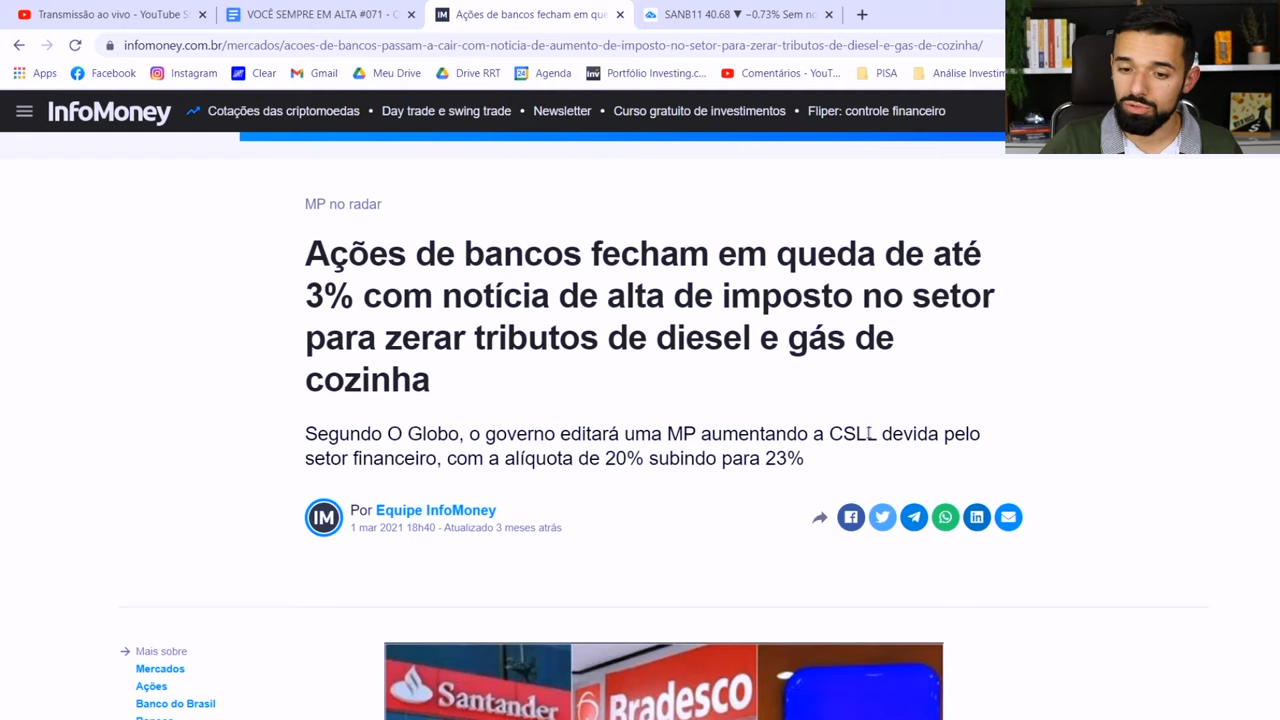 Transmissão ao vivo - YouTube S
VOCÊ SEMPRE EM ALTA #071 - 
Ações de bancos fecham em que
SANB11 40.68 ▼ −0.73% Sem n
infomoney.com.br/mercados/acoes-de-bancos-passam-a-cair-com-noticia-de-aumento-de-imposto-no-setor-para-zerar-tributos-de-diesel-e-gas-de-cozinha/
Apps Facebook Instagram Clear Gmail Meu Drive Drive RRT Agenda Portfólio Investing.c... Comentários - YouT... PISA Análise Investim
InfoMoney Cotações das criptomoedas • Day trade e swing trade • Newsletter • Curso gratuito de investimentos • Fliper: controle financeiro
MP no radar
Ações de bancos fecham em queda de até
3% com notícia de alta de imposto no setor
para zerar tributos de diesel e gás de
cozinha
Segundo O Globo, o governo editará uma MP aumentando a CSLL devida pelo
setor financeiro, com a alíquota de 20% subindo para 23%
IM
Por Equipe InfoMoney
1 mar 2021 18h40 - Atualizado 3 meses atrás
Mais sobre
Mercados
Ações
Banco do Brasil
Santander
Bradesco